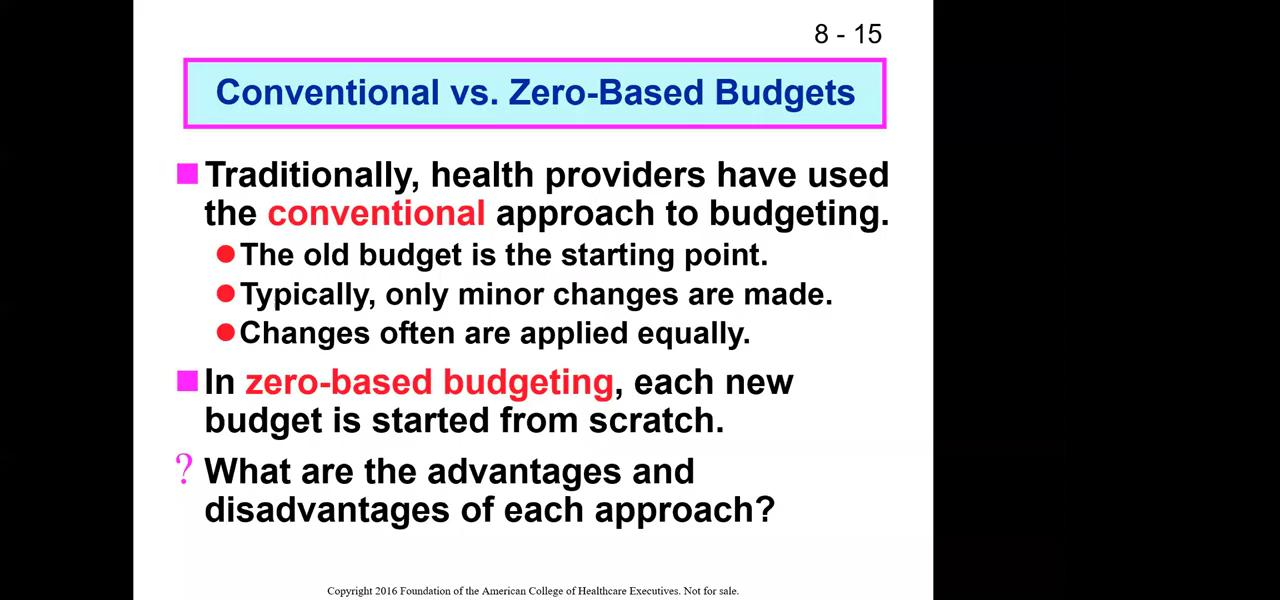 8 - 15
Conventional vs. Zero-Based Budgets
Traditionally, health providers have used
the conventional approach to budgeting.
The old budget is the starting point.
Typically, only minor changes are made.
Changes often are applied equally.
In zero-based budgeting, each new
budget is started from scratch.
? What are the advantages and
disadvantages of each approach?
Copyright 2016 Foundation of the American College of Healthcare Executives. Not for sale.